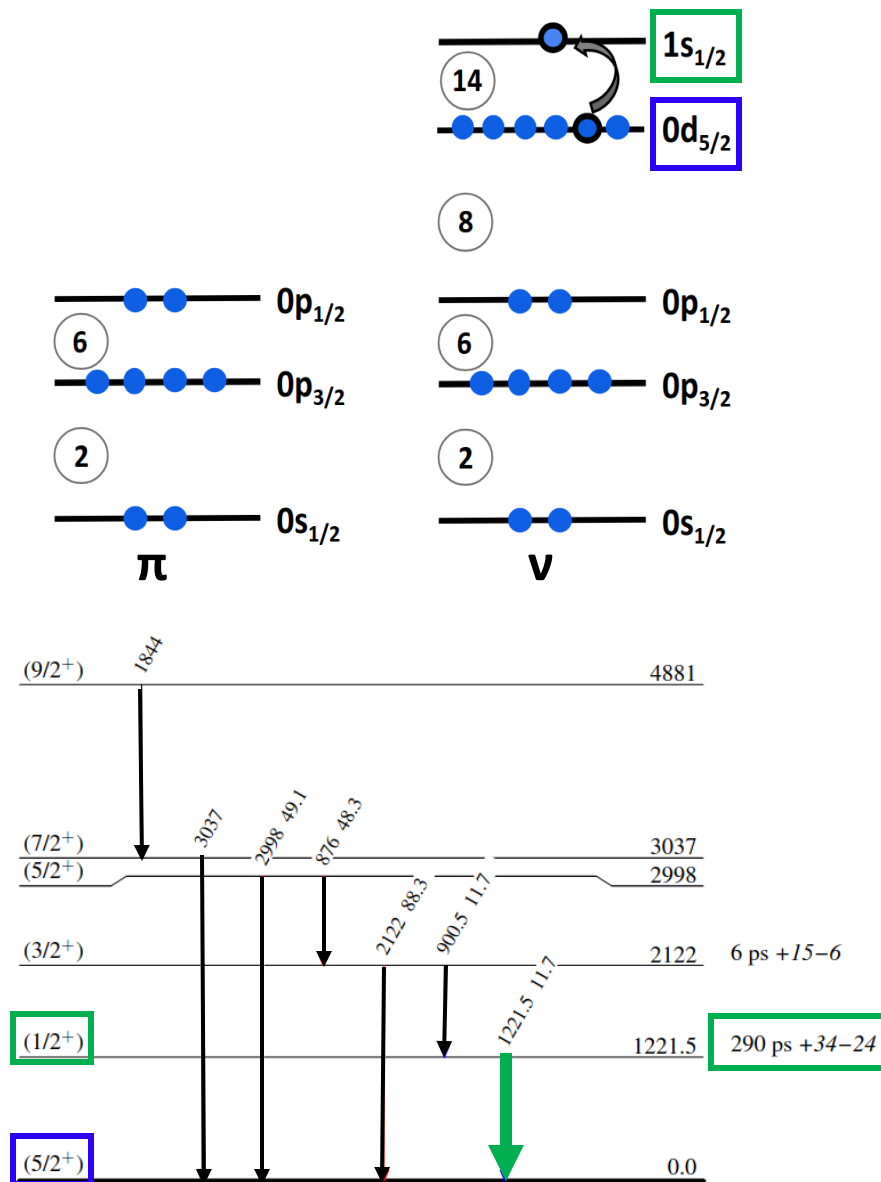 1s1/2
14
0d5/2
8
0p1/2 0p1/2
6 6
0p3/2 0p3/2
2 2
0s1/2 0s1/2
π ν
1844
(9/2+) 4881
3037
2998 49.1
876 48.3
(7/2+) 3037
(5/2+) 2998
2122 88.3
900.5 11.7
(3/2+) 2122 6 ps +15−6
1221.5 11.7
(1/2+) 1221.5 290 ps +34−24
(5/2+) 0.0